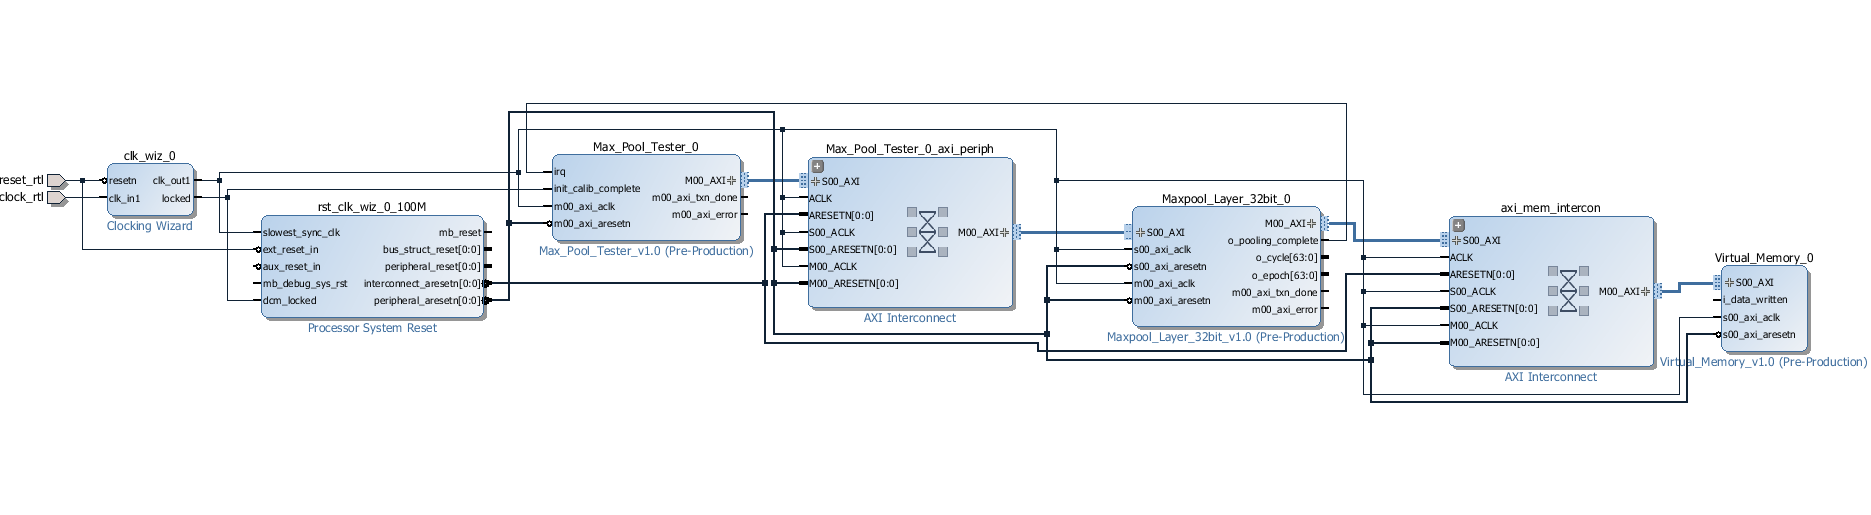 reset_rtl
clock_rtl
clk_wiz_0
resetn
clk_in1
clk_out1
locked
Clocking Wizard
rst_clk_wiz_0_100M
slowest_sync_clk
ext_reset_in
aux_reset_in
mb_debug_sys_rst
dcm_locked
mb_reset
bus_struct_reset[0:0]
peripheral_reset[0:0]
interconnect_aresetn[0:0]
peripheral_aresetn[0:0]
Processor System Reset
Max_Pool_Tester_0
irq
init_calib_complete
m00_axi_aclk
m00_axi_aresetn
M00_AXI
m00_axi_txn_done
m00_axi_error
Max_Pool_Tester_v1.0 (Pre-Production)
Max_Pool_Tester_0_axi_periph
S00_AXI
ACLK
ARESETN[0:0]
S00_ACLK
S00_ARESETN[0:0]
M00_ACLK
M00_ARESETN[0:0]
M00_AXI
AXI Interconnect
Maxpool_Layer_32bit_0
S00_AXI
s00_axi_aclk
s00_axi_aresetn
m00_axi_aclk
m00_axi_aresetn
M00_AXI
o_pooling_complete
o_cycle[63:0]
o_epoch[63:0]
m00_axi_txn_done
m00_axi_error
Maxpool_Layer_32bit_v1.0 (Pre-Production)
axi_mem_intercon
S00_AXI
ACLK
ARESETN[0:0]
S00_ACLK
S00_ARESETN[0:0]
M00_ACLK
M00_ARESETN[0:0]
M00_AXI
AXI Interconnect
Virtual_Memory_0
S00_AXI
i_data_written
s00_axi_aclk
s00_axi_aresetn
Virtual_Memory_v1.0 (Pre-Production)